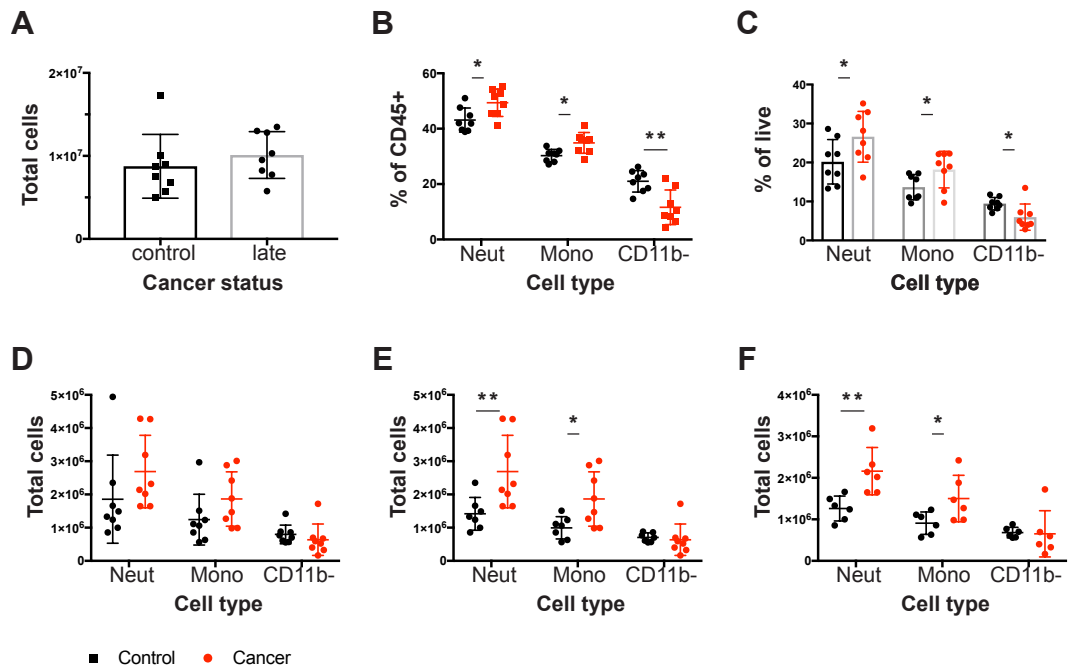 A
Total cells
2×10⁷
1×10⁷
0
control late
Cancer status
B
% of CD45+
60
40
20
0
* * **
Neut Mono CD11b-
Cell type
C
% of live
40
30
20
10
0
* * *
Neut Mono CD11b-
Cell type
D
Total cells
5×10⁶
4×10⁶
3×10⁶
2×10⁶
1×10⁶
0
Neut Mono CD11b-
Cell type
E
Total cells
5×10⁶
4×10⁶
3×10⁶
2×10⁶
1×10⁶
0
** *
Neut Mono CD11b-
Cell type
F
Total cells
4×10⁶
3×10⁶
2×10⁶
1×10⁶
0
** *
Neut Mono CD11b-
Cell type
Control Cancer